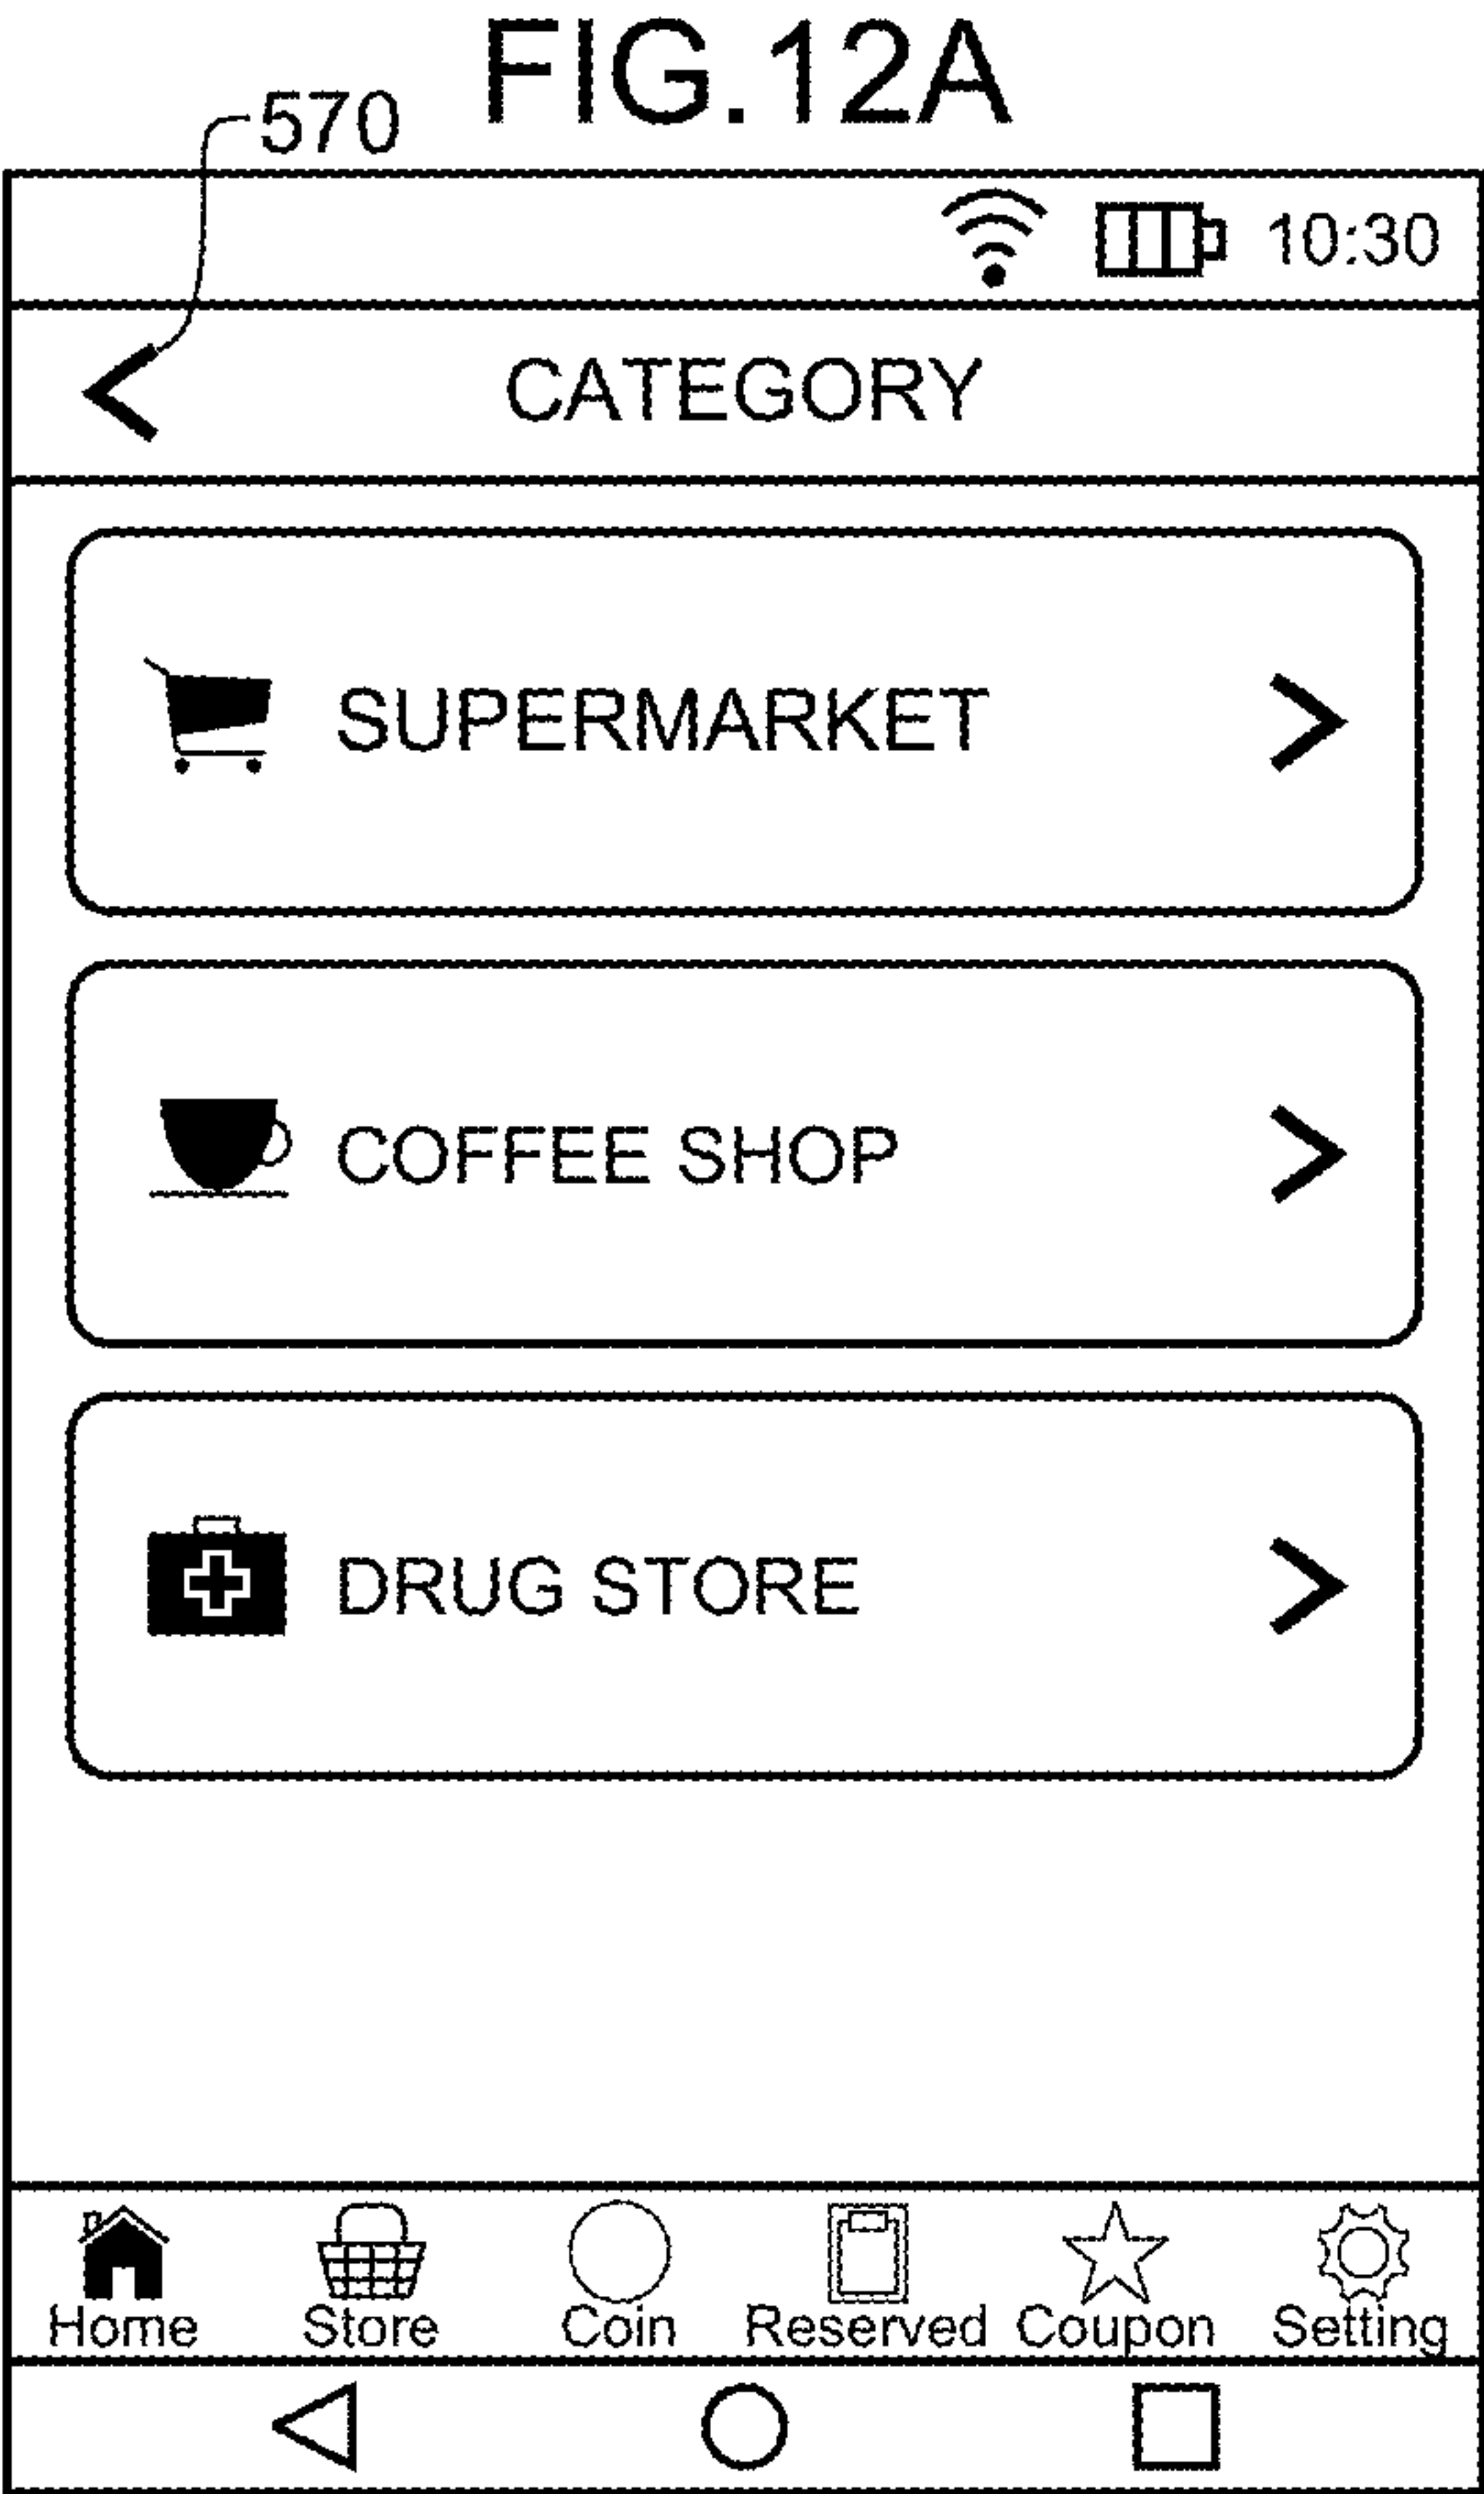 FIG.12A
570
10:30
CATEGORY
SUPERMARKET
COFFEE SHOP
DRUG STORE
Home Store Coin Reserved Coupon Setting